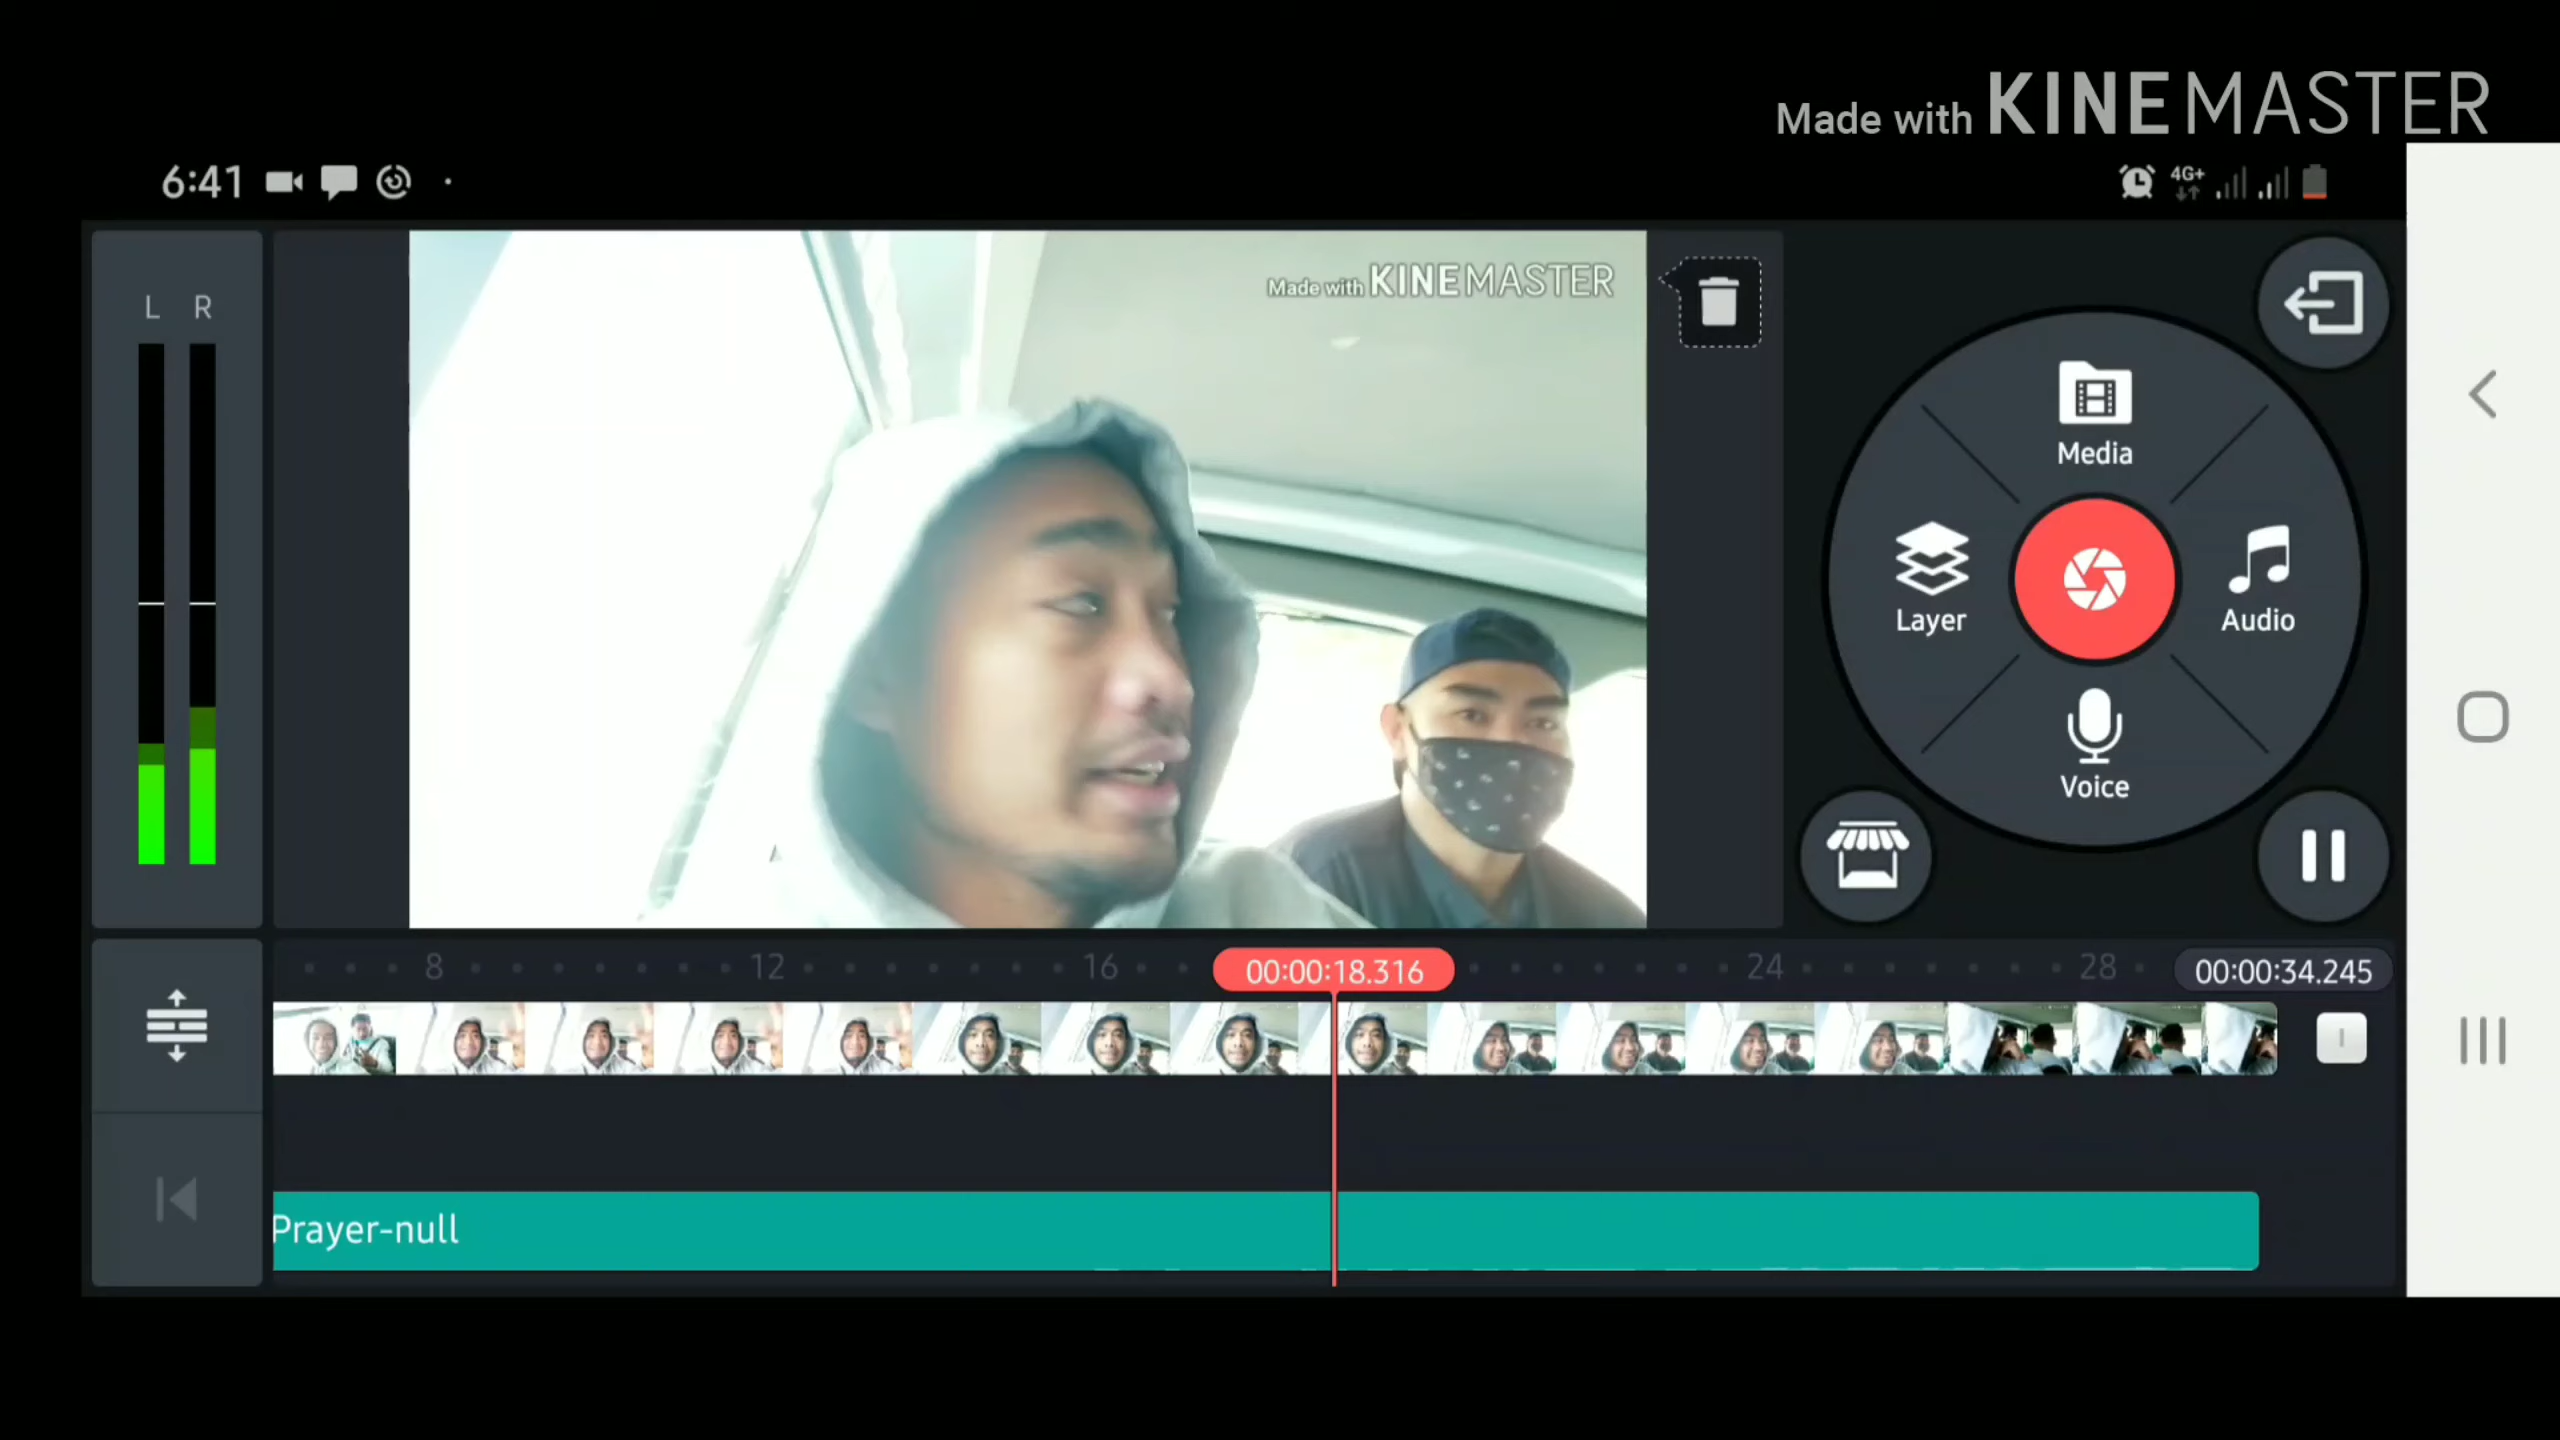 Made with KINEMASTER
6:41
4G+
L R
Made with KINEMASTER
Media
Layer
Audio
Voice
8
12
16
00:00:18.316
24
28
00:00:34.245
Prayer-null